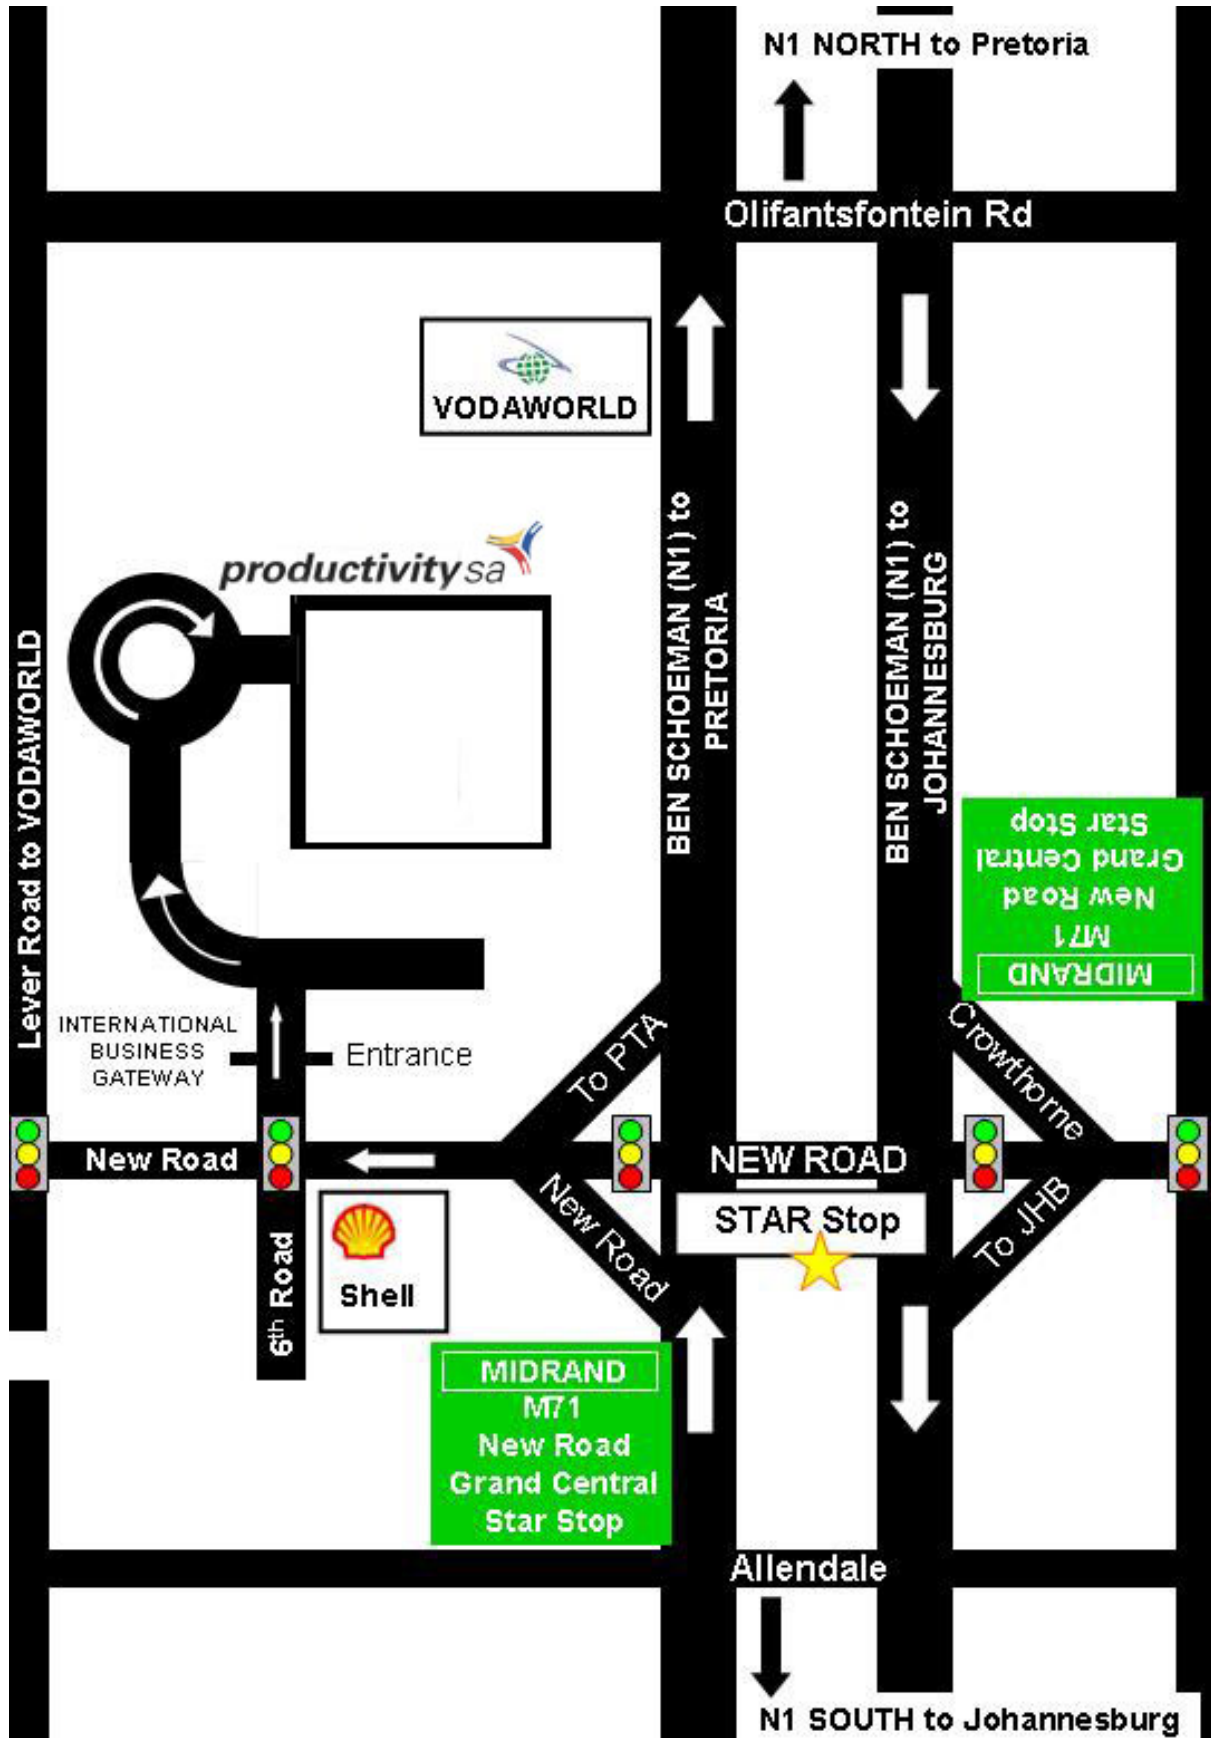 N1 NORTH to Pretoria
Olifantsfontein Rd
VODAWORLD
BEN SCHOEMAN (N1) to
PRETORIA
BEN SCHOEMAN (N1) to
JOHANNESBURG
productivity sa
Lever Road to VODAWORLD
Star Stop
Grand Central
New Road
M71
MIDRAND
INTERNATIONAL
BUSINESS
GATEWAY
Entrance
To PTA
Crowthorne
New Road
NEW ROAD
New Road
STAR Stop
To JHB
6th Road
Shell
MIDRAND
M71
New Road
Grand Central
Star Stop
Allendale
N1 SOUTH to Johannesburg